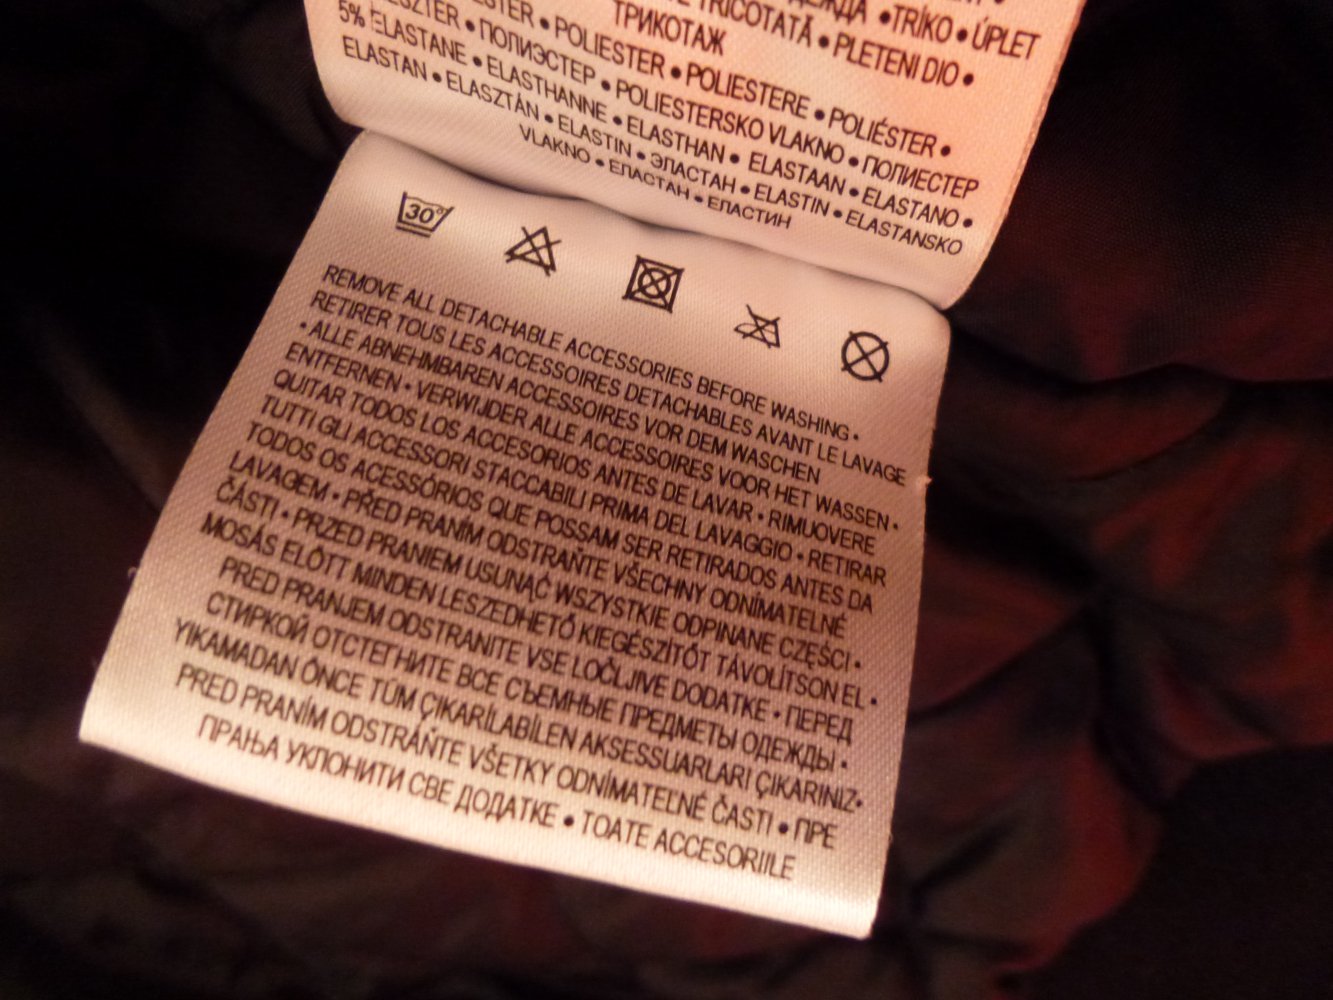 ОДЕЖДА • TRÍKO • ÚPLET
TRICOTATĂ • PLETENI DIO •
ТРИКОТАЖ
POLIESTER • POLIESTERE • POLIÉSTER •
ПОЛИЭСТЕР • POLIESTERSKO VLAKNO • ПОЛИЕСТЕР
5% ELASTANE • ELASTHANNE • ELASTHAN • ELASTAAN • ELASTANO •
ELASTAN • ELASZTÁN • ELASTIN • ЭЛАСТАН • ELASTIN • ELASTANSKO
VLAKNO • ЕЛАСТАН • ЕЛАСТИН
30°
REMOVE ALL DETACHABLE ACCESSORIES BEFORE WASHING •
RETIRER TOUS LES ACCESSOIRES DETACHABLES AVANT LE LAVAGE
• ALLE ABNEHMBAREN ACCESSOIRES VOR DEM WASCHEN
ENTFERNEN • VERWIJDER ALLE ACCESSOIRES VOOR HET WASSEN •
QUITAR TODOS LOS ACCESORIOS ANTES DE LAVAR • RIMUOVERE
TUTTI GLI ACCESSORI STACCABILI PRIMA DEL LAVAGGIO • RETIRAR
TODOS OS ACESSÓRIOS QUE POSSAM SER RETIRADOS ANTES DA
LAVAGEM • PŘED PRANÍM ODSTRAŇTE VŠECHNY ODNÍMATELNÉ
ČÁSTI • PRZED PRANIEM USUNĄĆ WSZYSTKIE ODPINANE CZĘŚCI •
MOSÁS ELŐTT MINDEN LESZEDHETŐ KIEGÉSZÍTŐT TÁVOLÍTSON EL •
PRED PRANJEM ODSTRANITE VSE LOČLJIVE DODATKE • ПЕРЕД
СТИРКОЙ ОТСТЕГНИТЕ ВСЕ СЪЕМНЫЕ ПРЕДМЕТЫ ОДЕЖДЫ •
YIKAMADAN ÖNCE TÜM ÇIKARÍLABÍLEN AKSESSUARLARI ÇIKARINIZ•
PRED PRANÍM ODSTRÁŇTE VŠETKY ODNÍMATEĽNÉ ČASTI • ПРЕ
ПРАЊА УКЛОНИТИ СВЕ ДОДАТКЕ • TOATE ACCESORIILE